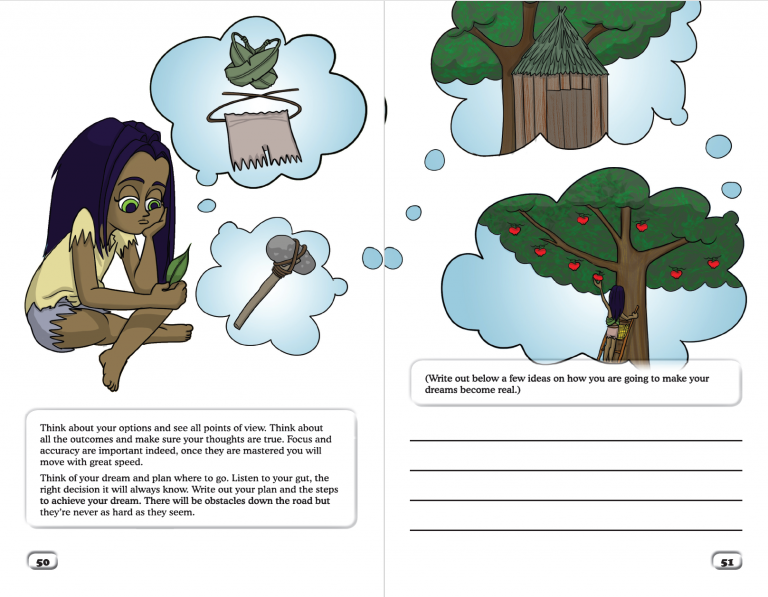 Think about your options and see all points of view. Think about
all the outcomes and make sure your thoughts are true. Focus and
accuracy are important indeed, once they are mastered you will
move with great speed.
Think of your dream and plan where to go. Listen to your gut, the
right decision it will always know. Write out your plan and the steps
to achieve your dream. There will be obstacles down the road but
they’re never as hard as they seem.
50
(Write out below a few ideas on how you are going to make your
dreams become real.)
51